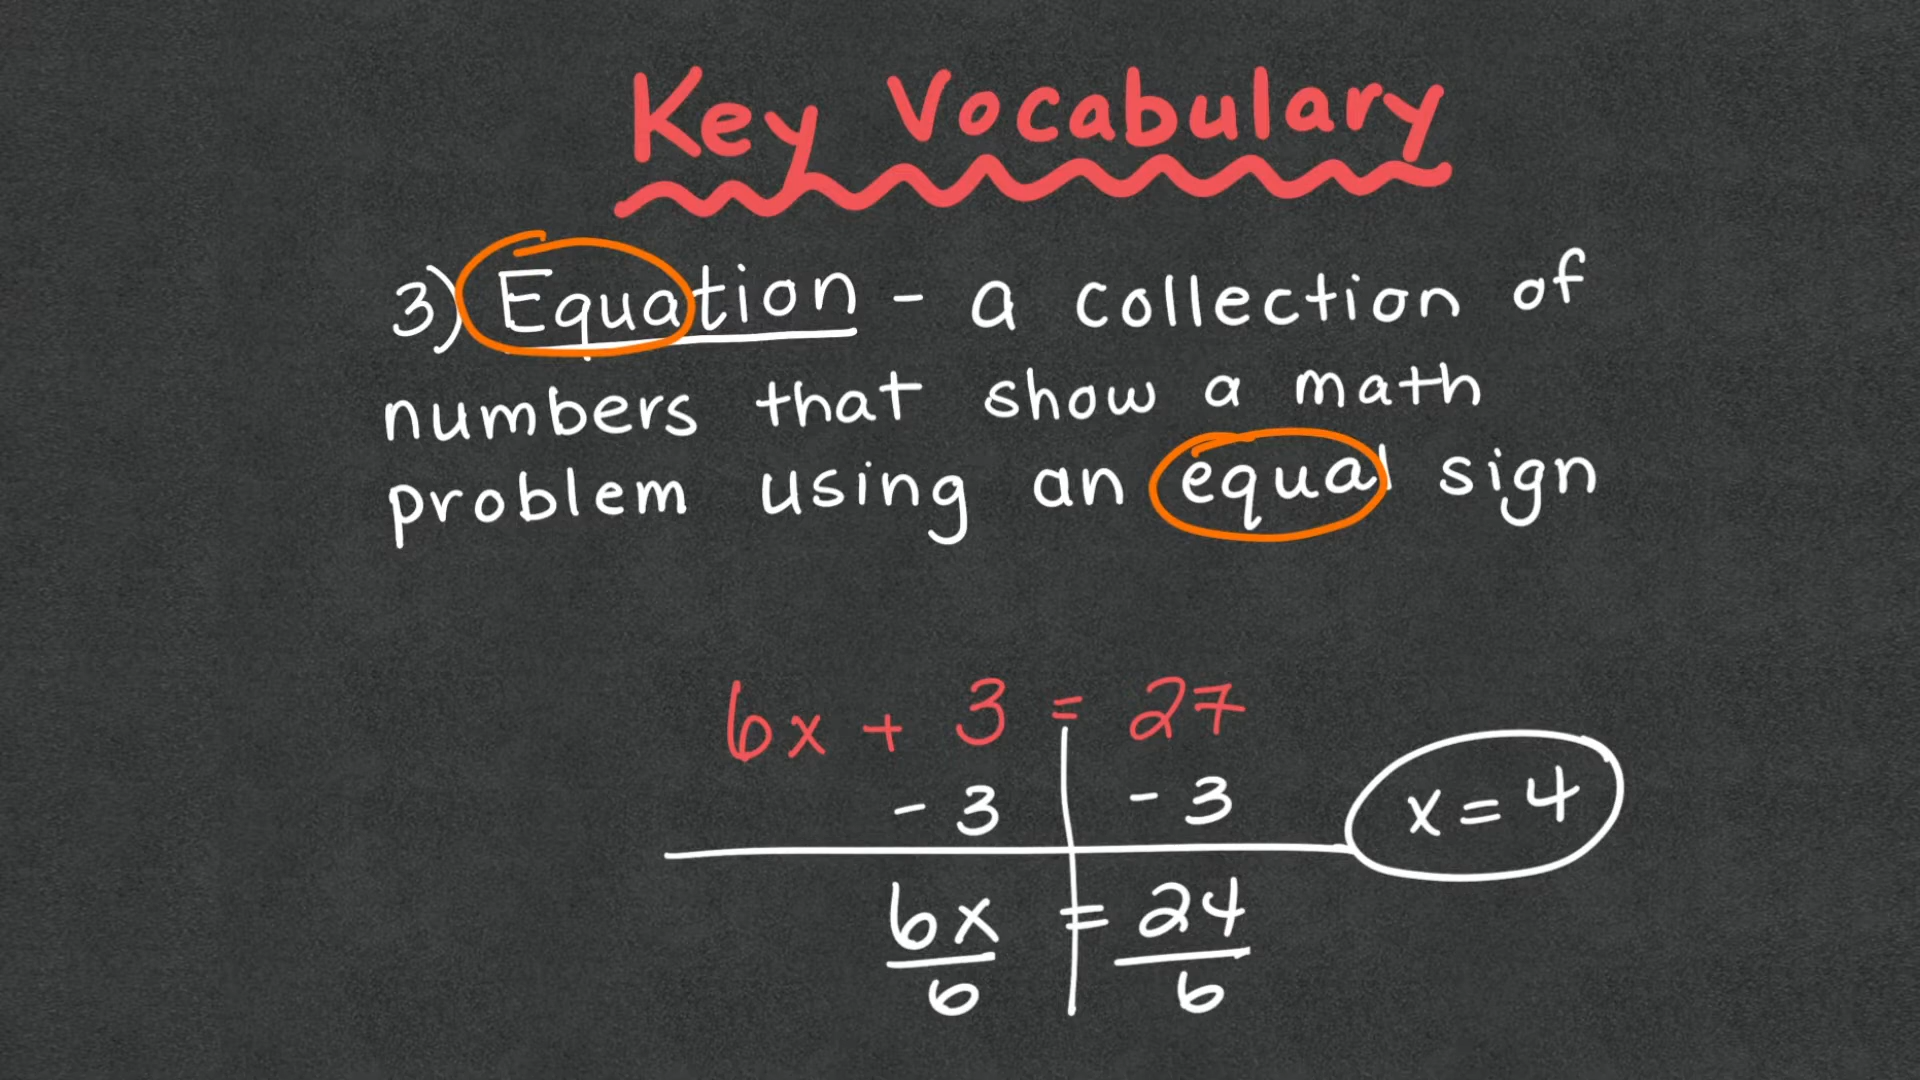 Key Vocabulary
3) Equation - a collection of
numbers that show a math
problem using an equal sign
6x + 3 = 27
- 3 - 3
x = 4
6x = 24
6 6